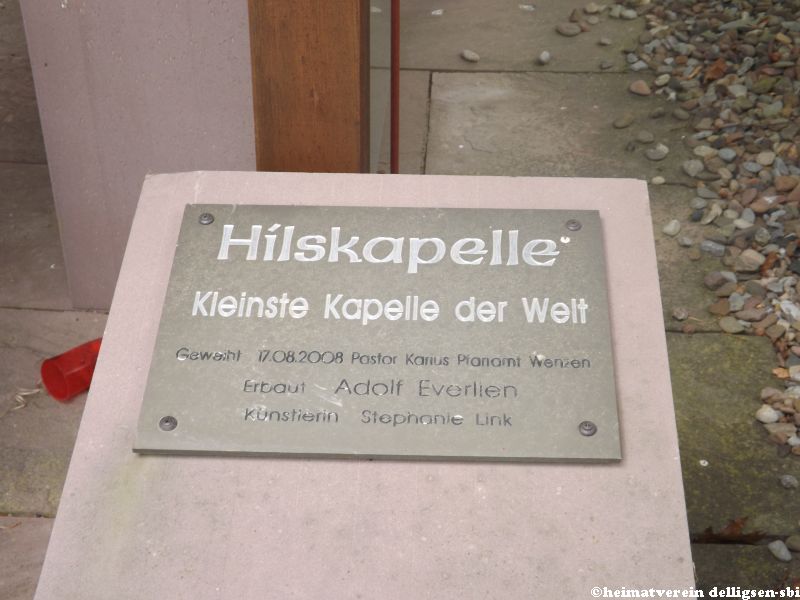 Hilskapelle
Kleinste Kapelle der Welt
Geweiht 17.08.2008 Pastor Karius Pfarramt Wenzen
Erbaut Adolf Everlien
Künstlerin Stephanie Link
©heimatverein delligsen-sbi